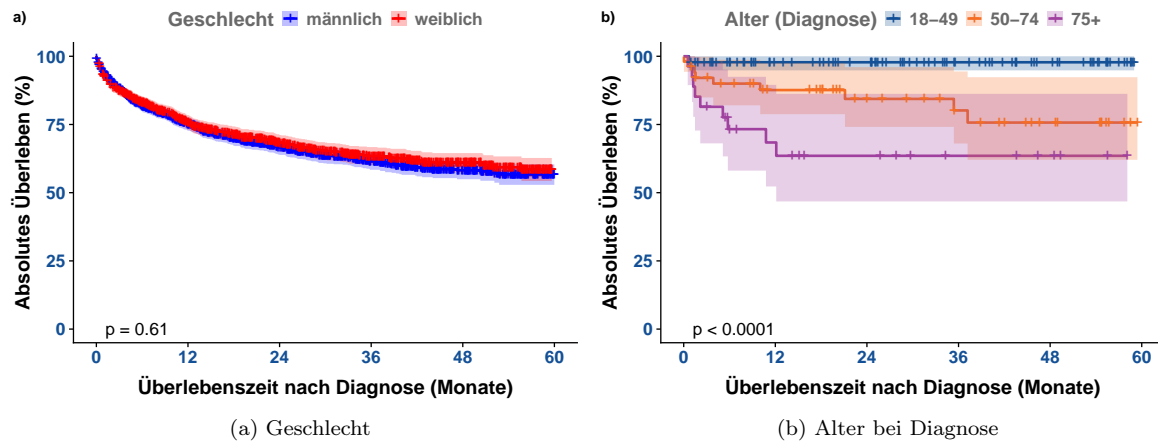 a) Geschlecht männlich weiblich
Absolutes Überleben (%)
100
75
50
25
0
p = 0.61
0 12 24 36 48 60
Überlebenszeit nach Diagnose (Monate)
(a) Geschlecht
b) Alter (Diagnose) 18−49 50−74 75+
Absolutes Überleben (%)
100
75
50
25
0
p < 0.0001
0 12 24 36 48 60
Überlebenszeit nach Diagnose (Monate)
(b) Alter bei Diagnose